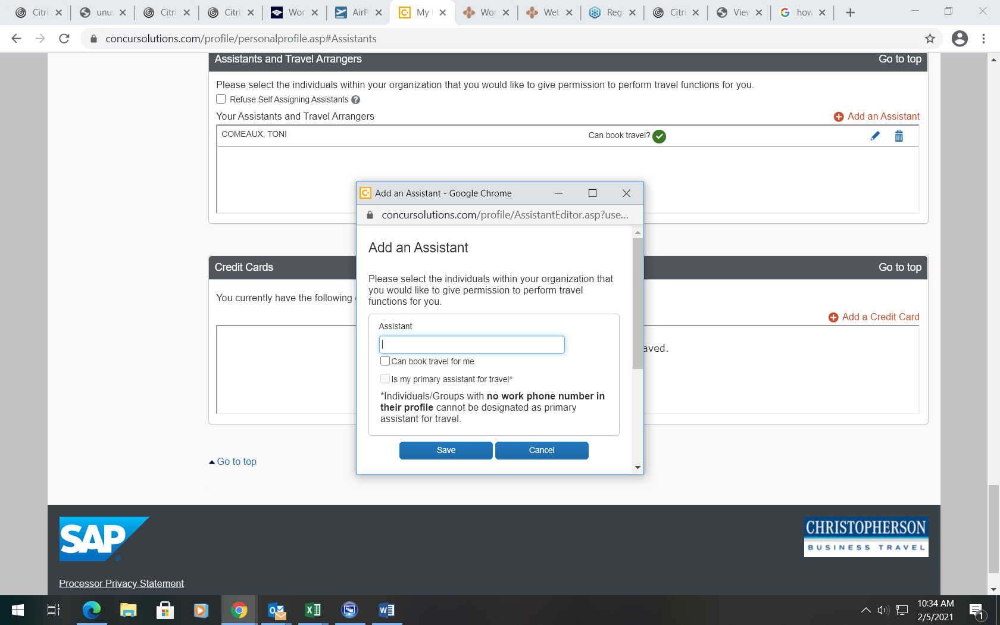 Citri
unu
Citri
Citri
Wor
AirP
My
Wor
Web
Reg
Citri
View
how
concursolutions.com/profile/personalprofile.asp#Assistants
Assistants and Travel Arrangers
Go to top
Please select the individuals within your organization that you would like to give permission to perform travel functions for you.
Refuse Self Assigning Assistants ?
Your Assistants and Travel Arrangers
Add an Assistant
COMEAUX, TONI
Can book travel?
Add an Assistant - Google Chrome
concursolutions.com/profile/AssistantEditor.asp?use...
Add an Assistant
Please select the individuals within your organization that
you would like to give permission to perform travel
functions for you.
Assistant
Can book travel for me
Is my primary assistant for travel*
*Individuals/Groups with no work phone number in
their profile cannot be designated as primary
assistant for travel.
Save
Cancel
Credit Cards
Go to top
You currently have the following
Add a Credit Card
aved.
Go to top
SAP
®
CHRISTOPHERSON
BUSINESS TRAVEL
Processor Privacy Statement
10:34 AM
2/5/2021
1